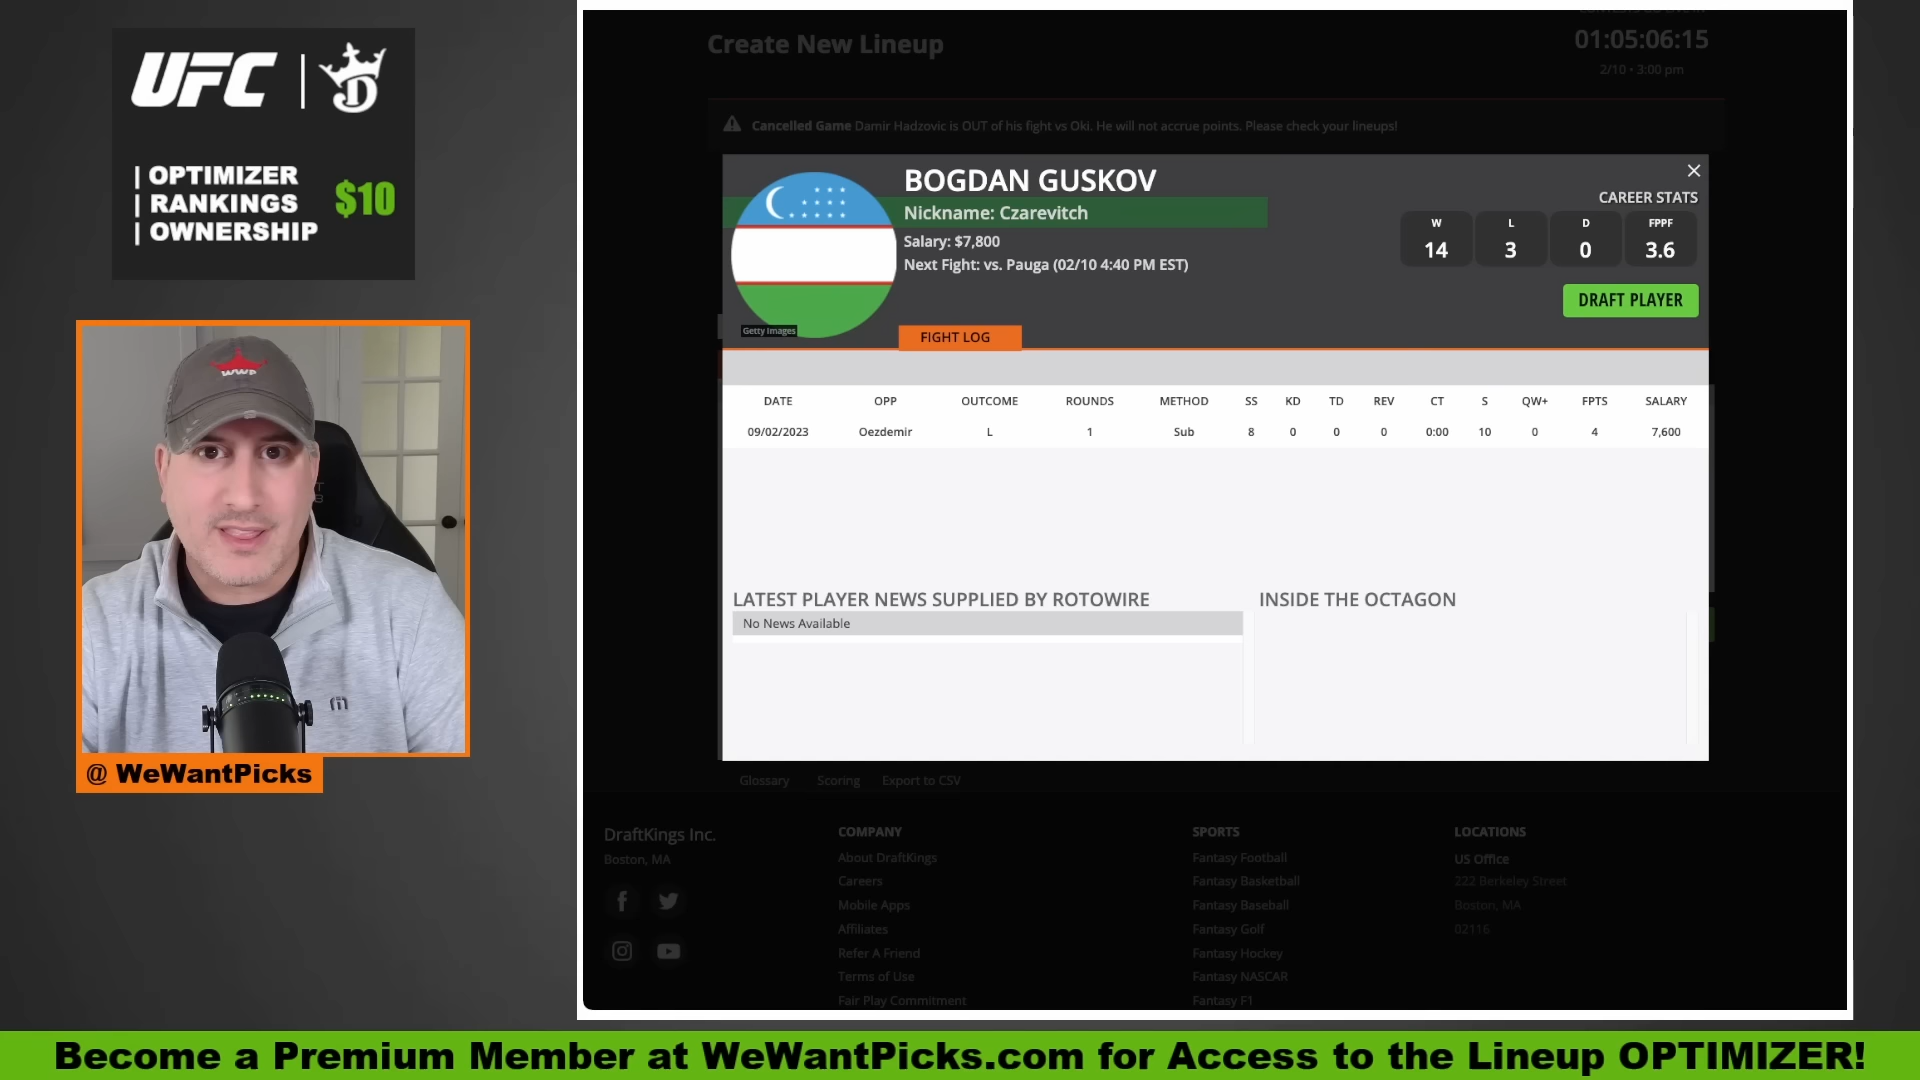 UFC
| OPTIMIZER
| RANKINGS
| OWNERSHIP
$10
WWP
@ WeWantPicks
Create New Lineup
01:05:06:15
2/10 • 3:00 pm
Cancelled Game Damir Hadzovic is OUT of his fight vs Oki. He will not accrue points. Please check your lineups!
BOGDAN GUSKOV
Nickname: Czarevitch
Salary: $7,800
Next Fight: vs. Pauga (02/10 4:40 PM EST)
Getty Images
CAREER STATS
W L D FPPF
14 3 0 3.6
DRAFT PLAYER
FIGHT LOG
DATE OPP OUTCOME ROUNDS METHOD SS KD TD REV CT S QW+ FPTS SALARY
09/02/2023 Oezdemir L 1 Sub 8 0 0 0 0:00 10 0 4 7,600
LATEST PLAYER NEWS SUPPLIED BY ROTOWIRE
No News Available
INSIDE THE OCTAGON
Glossary Scoring Export to CSV
DraftKings Inc.
Boston, MA
COMPANY
About DraftKings
Careers
Mobile Apps
Affiliates
Refer A Friend
Terms of Use
Fair Play Commitment
SPORTS
Fantasy Football
Fantasy Basketball
Fantasy Baseball
Fantasy Golf
Fantasy Hockey
Fantasy NASCAR
Fantasy F1
LOCATIONS
US Office
222 Berkeley Street
Boston, MA
02116
Become a Premium Member at WeWantPicks.com for Access to the Lineup OPTIMIZER!